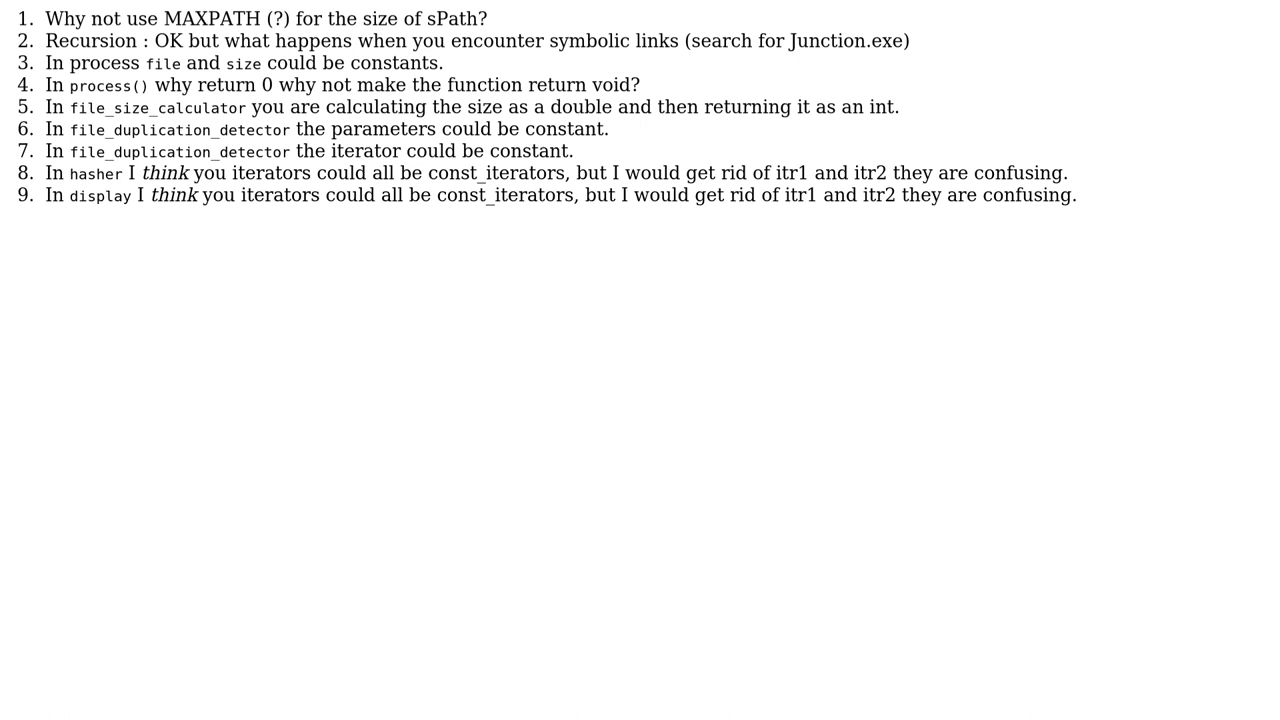 1. Why not use MAXPATH (?) for the size of sPath?
2. Recursion : OK but what happens when you encounter symbolic links (search for Junction.exe)
3. In process file and size could be constants.
4. In process() why return 0 why not make the function return void?
5. In file_size_calculator you are calculating the size as a double and then returning it as an int.
6. In file_duplication_detector the parameters could be constant.
7. In file_duplication_detector the iterator could be constant.
8. In hasher I think you iterators could all be const_iterators, but I would get rid of itr1 and itr2 they are confusing.
9. In display I think you iterators could all be const_iterators, but I would get rid of itr1 and itr2 they are confusing.